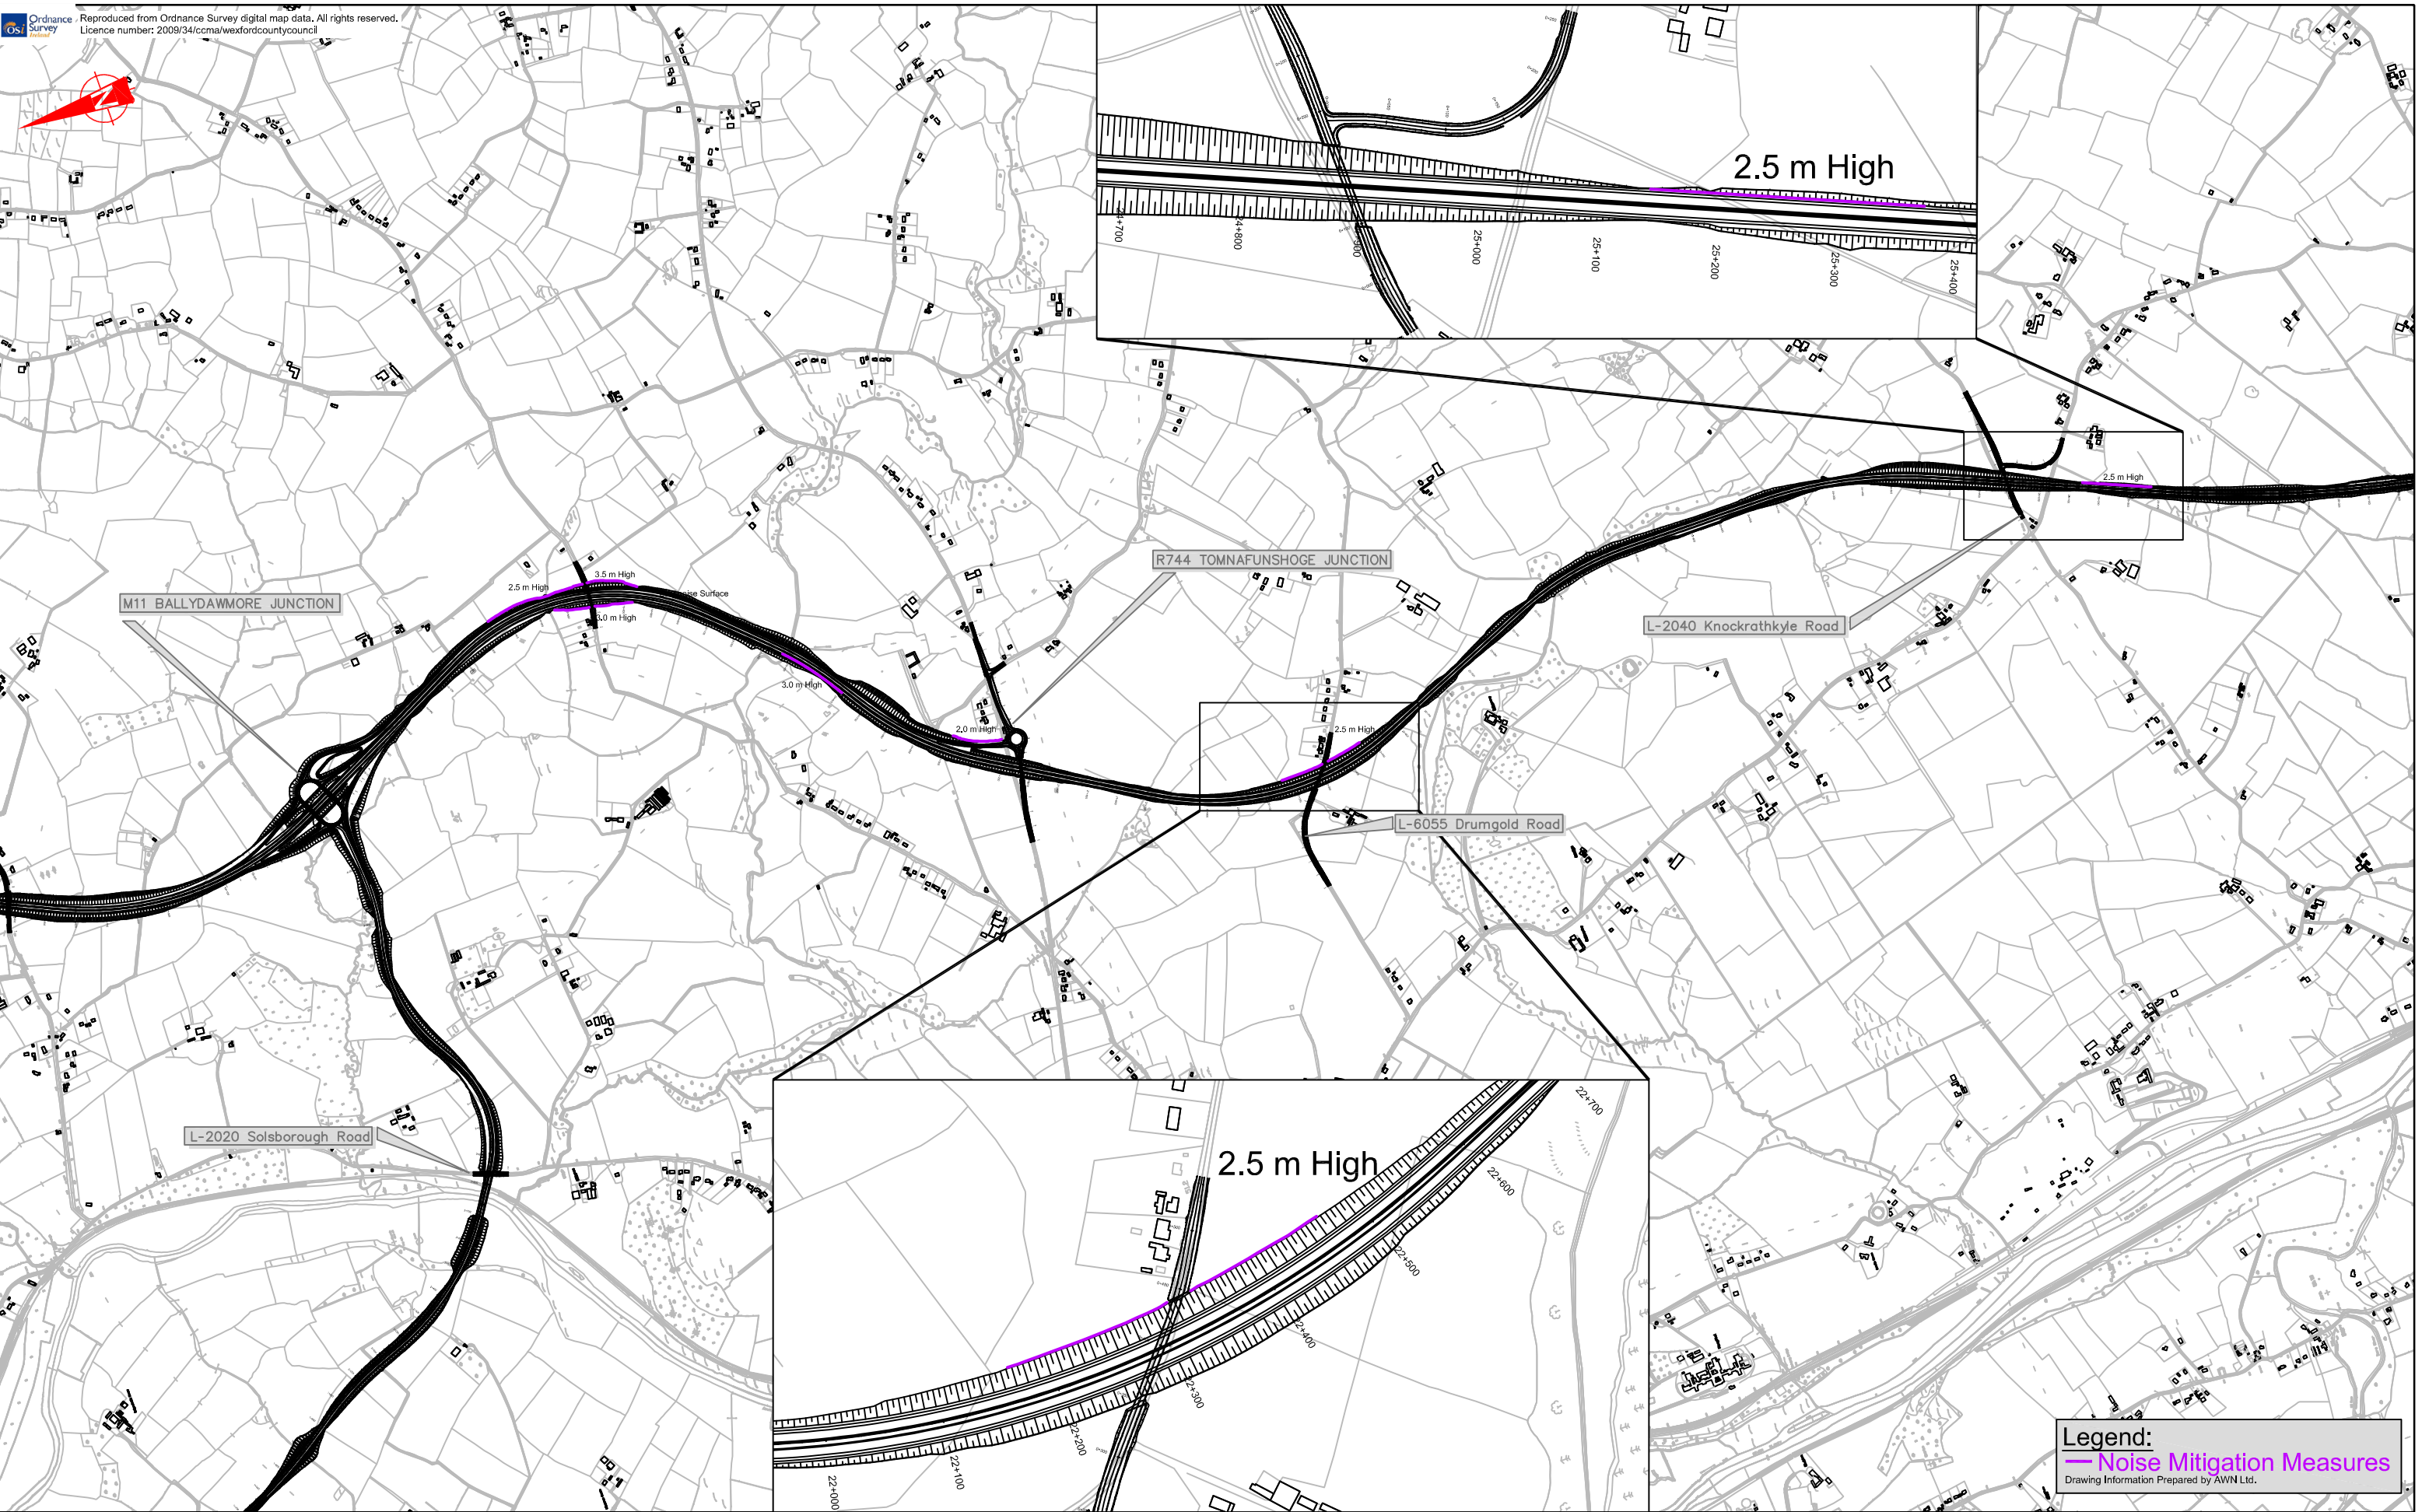 Ordnance
Survey
Ireland
OSi
Reproduced from Ordnance Survey digital map data. All rights reserved.
Licence number: 2009/34/ccma/wexfordcountycouncil
N
2.5 m High
24+800
25+000
25+100
25+200
25+300
25+400
2.5 m High
R744 TOMNAFUNSHOGE JUNCTION
3.5 m High
2.5 m High
M11 BALLYDAWMORE JUNCTION
3.0 m High
L-2040 Knockrathkyle Road
3.0 m High
2.0 m High
2.5 m High
L-6055 Drumgold Road
L-2020 Solsborough Road
2.5 m High
22+700
22+600
22+500
22+400
22+300
22+200
22+100
22+000
Legend:
Noise Mitigation Measures
Drawing Information Prepared by AWN Ltd.